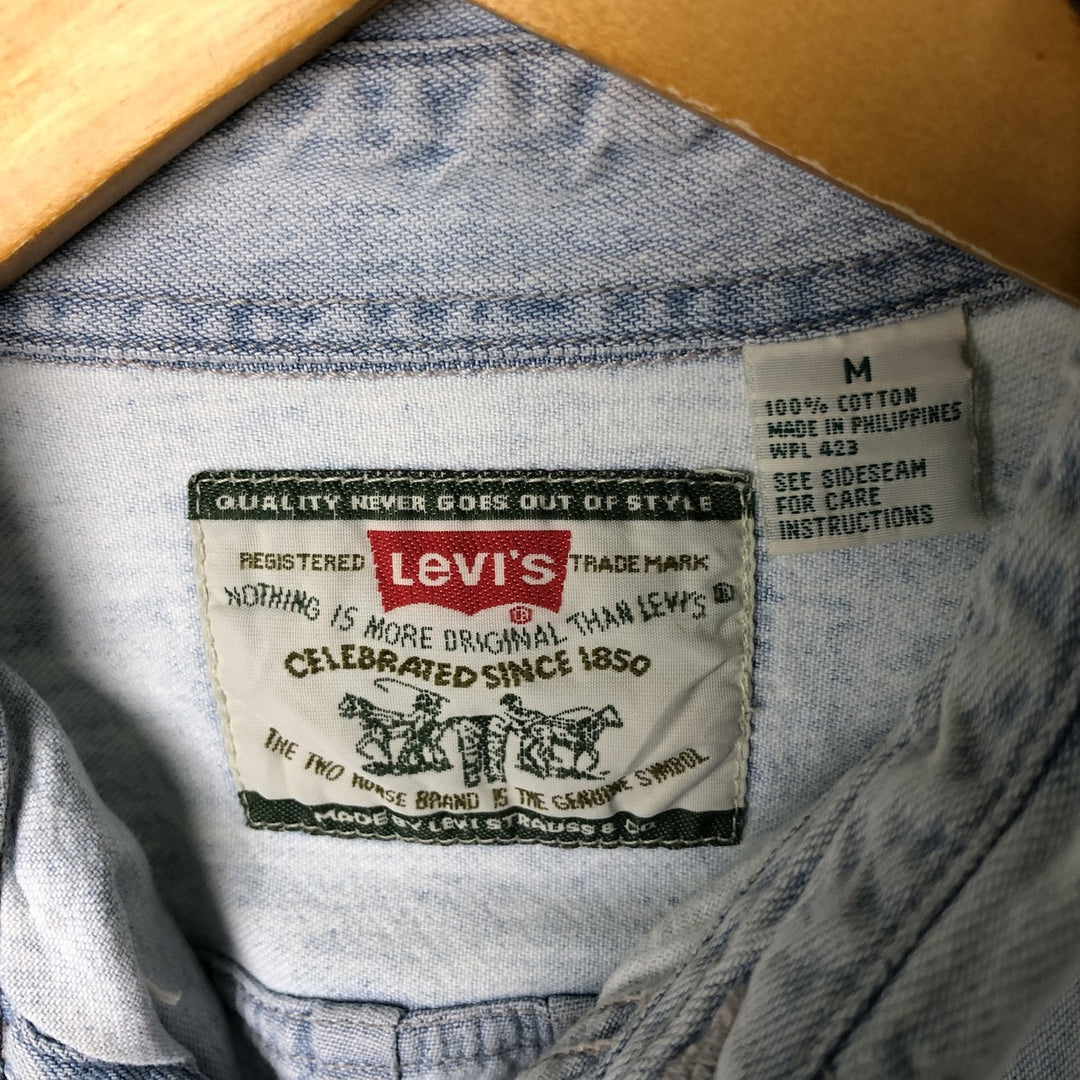 M
100% COTTON
MADE IN PHILIPPINES
WPL 423
SEE SIDESEAM
FOR CARE
INSTRUCTIONS
QUALITY NEVER GOES OUT OF STYLE
REGISTERED LEVI'S TRADEMARK
NOTHING IS MORE ORIGINAL THAN LEVI'S ®
CELEBRATED SINCE 1850
THE TWO HORSE BRAND IS THE GENUINE SYMBOL
MADE BY LEVI STRAUSS & CO.